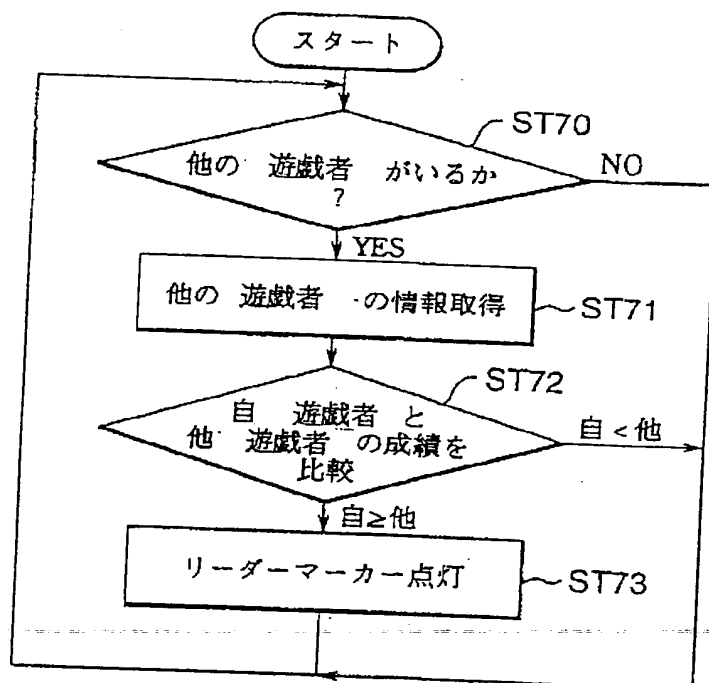 スタート
ST70
他の 遊戯者 がいるか
?
NO
YES
他の 遊戯者 の情報取得
ST71
ST72
自 遊戯者 と
他 遊戯者 の成績を
比較
自<他
自≥他
リーダーマーカー点灯
ST73